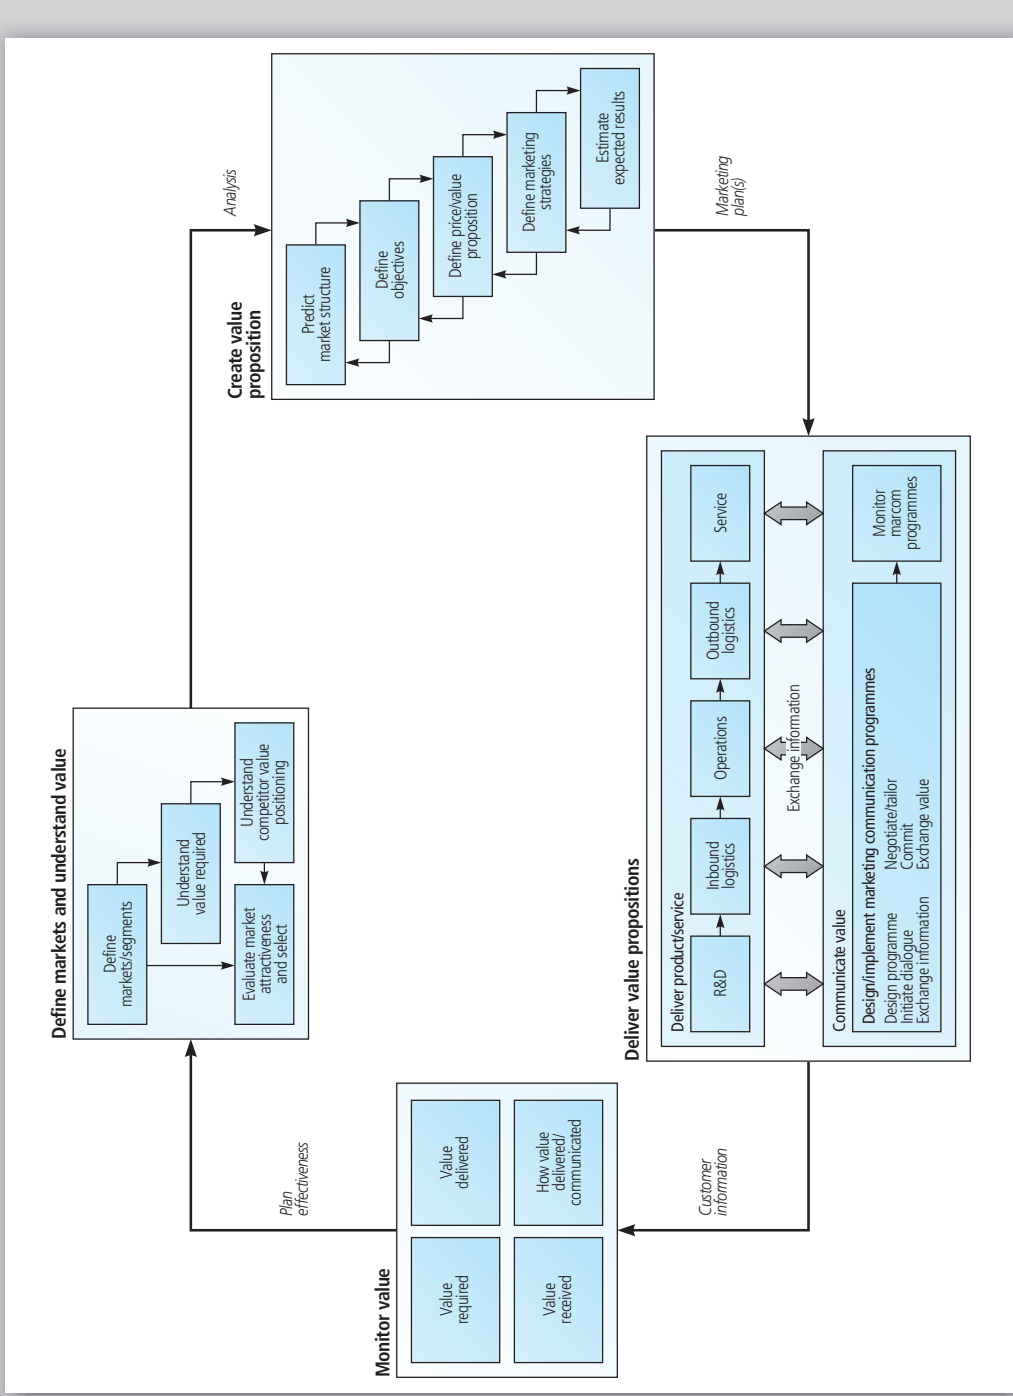 Define markets and understand value
Define
markets/segments
Understand
value required
Understand
competitor value
positioning
Evaluate market
attractiveness
and select
Analysis
Create value
proposition
Predict
market structure
Define
objectives
Define price/value
proposition
Define marketing
strategies
Estimate
expected results
Marketing
plan(s)
Deliver value propositions
Deliver product/service
R&D
Inbound
logistics
Operations
Outbound
logistics
Service
Exchange information
Communicate value
Design/implement marketing communication programmes
Design programme
Initiate dialogue
Exchange information
Negotiate/tailor
Commit
Exchange value
Monitor
marcom
programmes
Customer
information
Monitor value
Value
required
Value
delivered
Value
received
How value
delivered/
communicated
Plan
effectiveness